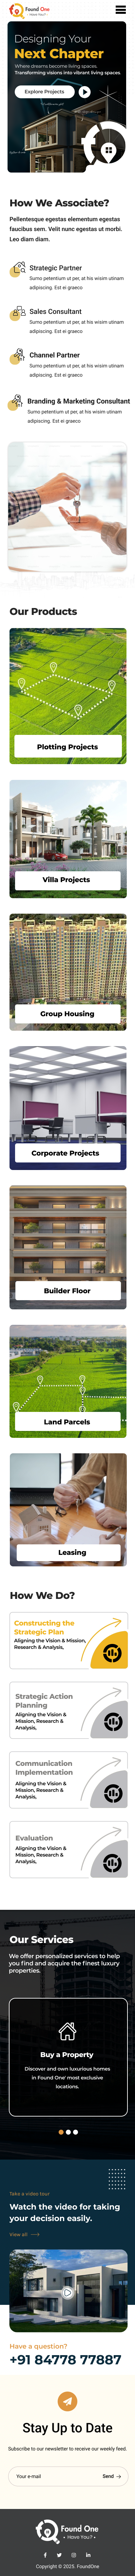 Found One
Have You?
Designing Your
Next Chapter
Where dreams become living spaces.
Transforming visions into vibrant living spaces.
Explore Projects
How We Associate?
Pellentesque egestas elementum egestas
faucibus sem. Velit nunc egestas ut morbi.
Leo diam diam.
Strategic Partner
Sumo petentium ut per, at his wisim utinam
adipiscing. Est ei graeco
Sales Consultant
Sumo petentium ut per, at his wisim utinam
adipiscing. Est ei graeco
Channel Partner
Sumo petentium ut per, at his wisim utinam
adipiscing. Est ei graeco
Branding & Marketing Consultant
Sumo petentium ut per, at his wisim utinam
adipiscing. Est ei graeco
Our Products
Plotting Projects
Villa Projects
Group Housing
Corporate Projects
Builder Floor
Land Parcels
Leasing
How We Do?
Constructing the
Strategic Plan
Aligning the Vision & Mission,
Research & Analysis,
Strategic Action
Planning
Aligning the Vision &
Mission, Research &
Analysis,
Communication
Implementation
Aligning the Vision &
Mission, Research &
Analysis,
Evaluation
Aligning the Vision &
Mission, Research &
Analysis,
Our Services
We offer personalized services to help
you find and acquire the finest luxury
properties.
Buy a Property
Discover and own luxurious homes
in Found One' most exclusive
locations.
Take a video tour
Watch the video for taking
your decision easily.
View all
Have a question?
+91 84778 77887
Stay Up to Date
Subscribe to our newsletter to receive our weekly feed.
Your e-mail
Send
Found One
Have You?
Copyright © 2025. FoundOne